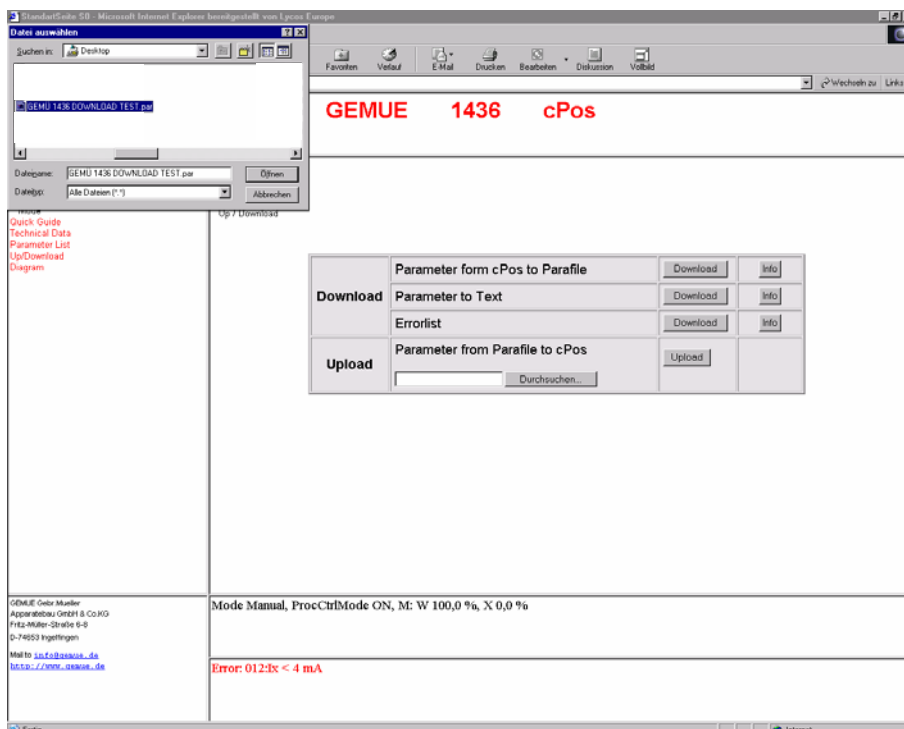 StandartSeite 50 - Microsoft Internet Explorer bereitgestellt von Lycos Europe
Datei auswählen
Suchen in: Desktop
GEMÜ 1436 DOWNLOAD TEST.par
Dateiname: GEMÜ 1436 DOWNLOAD TEST.par Öffnen
Dateityp: Alle Dateien (*.*) Abbrechen
Favoriten Verlauf E-Mail Drucken Bearbeiten Diskussion Vollbild
Wechseln zu Links
GEMUE 1436 cPos
mode
Quick Guide
Technical Data
Parameter List
Up/Download
Diagram
Up / Download
Download
Parameter form cPos to Parafile Download Info
Parameter to Text Download Info
Errorlist Download Info
Upload
Parameter from Parafile to cPos Upload
Durchsuchen...
GEMUE Gebr.Mueller
Apparatebau GmbH & Co.KG
Fritz-Müller-Straße 6-8
D-74653 Ingelfingen
Mail to info@gemue.de
http://www.gemue.de
Mode Manual, ProcCtrlMode ON, M: W 100,0 %, X 0,0 %
Error: 012:Ix < 4 mA
Fertig Internet